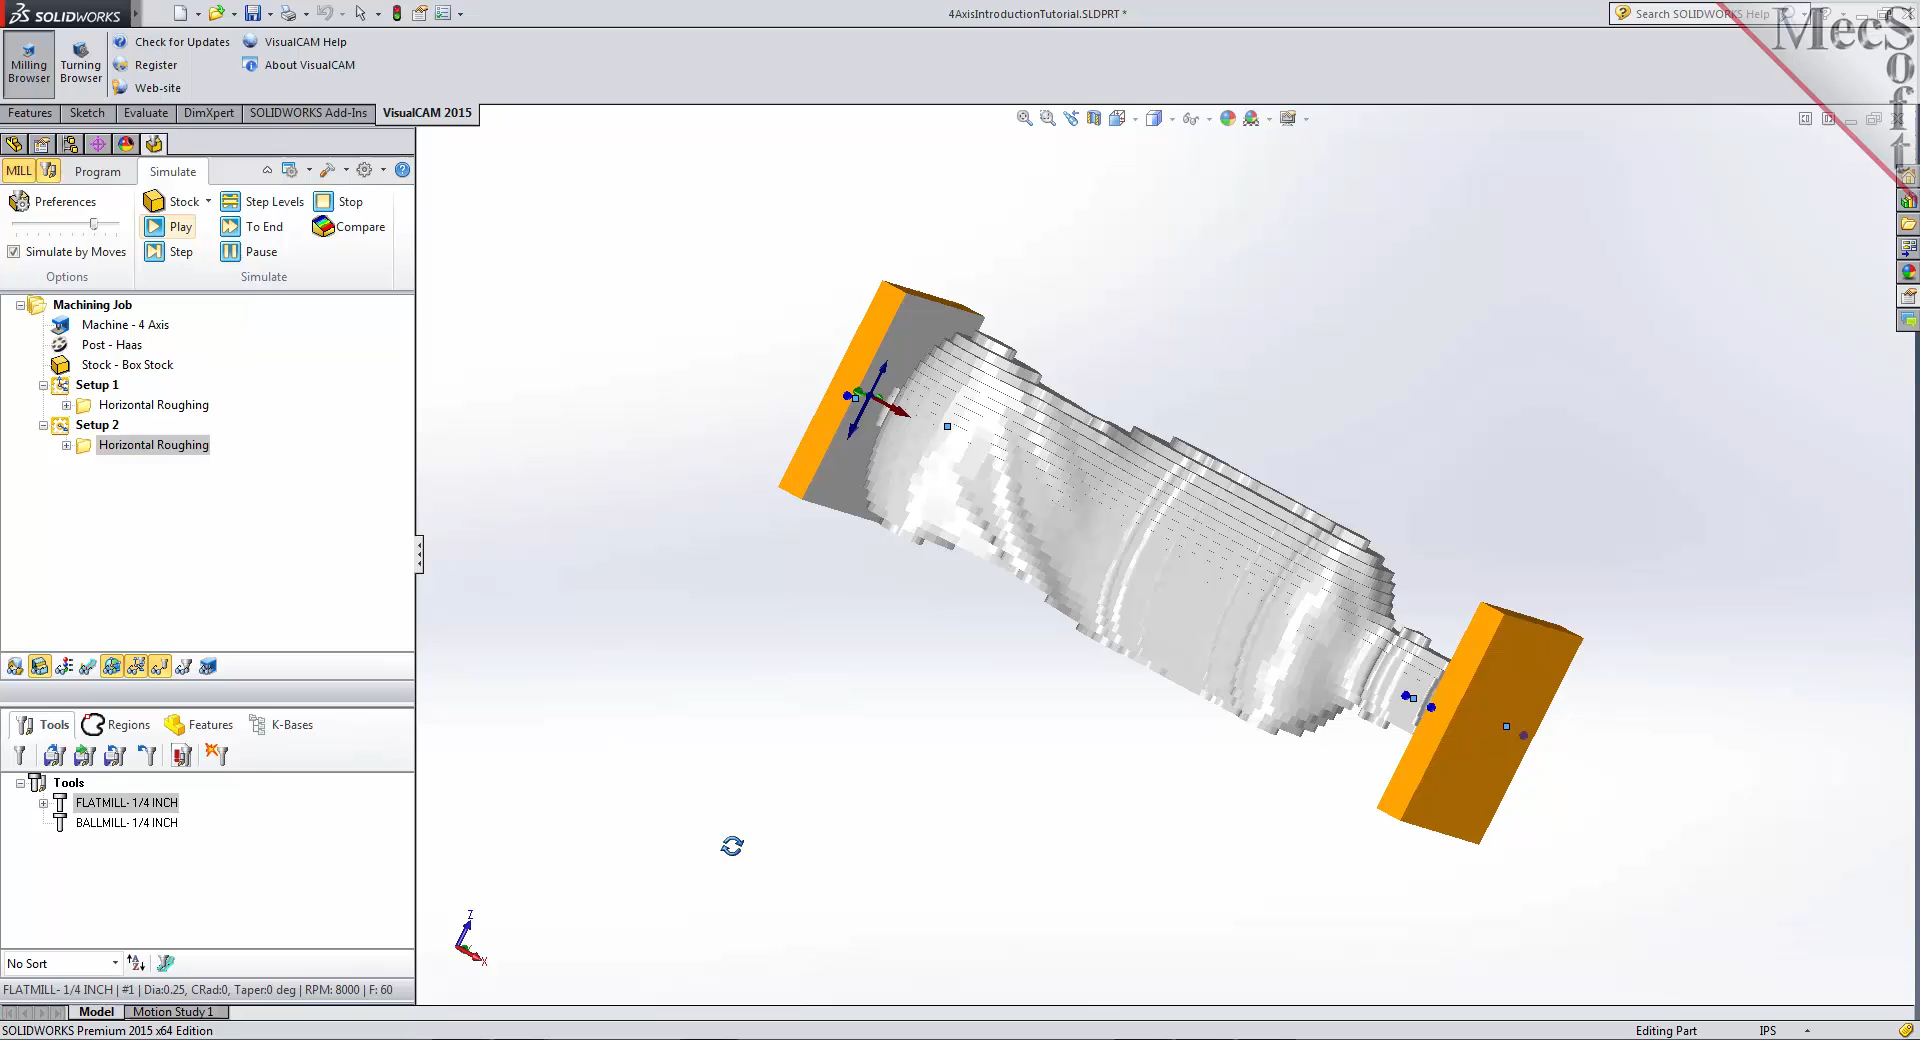 SOLIDWORKS
4AxisIntroductionTutorial.SLDPRT *
Search SOLIDWORKS Help
MecSoft
Milling Browser
Turning Browser
Check for Updates
Register
Web-site
VisualCAM Help
About VisualCAM
Features
Sketch
Evaluate
DimXpert
SOLIDWORKS Add-Ins
VisualCAM 2015
MILL
Program
Simulate
Preferences
Simulate by Moves
Options
Stock
Play
Step
Step Levels
To End
Pause
Stop
Compare
Simulate
Machining Job
Machine - 4 Axis
Post - Haas
Stock - Box Stock
Setup 1
Horizontal Roughing
Setup 2
Horizontal Roughing
Tools
Regions
Features
K-Bases
Tools
FLATMILL- 1/4 INCH
BALLMILL- 1/4 INCH
No Sort
FLATMILL- 1/4 INCH | #1 | Dia:0.25, CRad:0, Taper:0 deg | RPM: 8000 | F: 60
Z
X
Model
Motion Study 1
SOLIDWORKS Premium 2015 x64 Edition
Editing Part
IPS